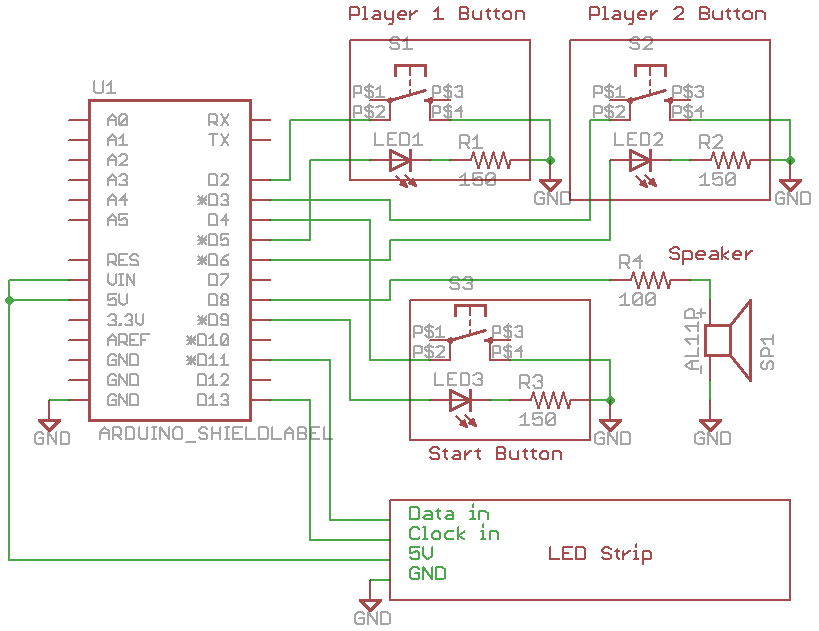 Player 1 Button
Player 2 Button
S1
S2
U1
P$1 P$3
P$2 P$4
P$1 P$3
P$2 P$4
LED1
R1
150
GND
LED2
R2
150
GND
A0 RX
A1 TX
A2
A3 D2
A4 *D3
A5 D4
*D5
RES *D6
VIN D7
5V D8
3.3V *D9
AREF *D10
GND *D11
GND D12
GND D13
GND
ARDUINO_SHIELDLABEL
Speaker
R4
100
AL11P
+
SP1
GND
S3
P$1 P$3
P$2 P$4
LED3
R3
150
GND
Start Button
Data in
Clock in
5V
GND
LED Strip
GND